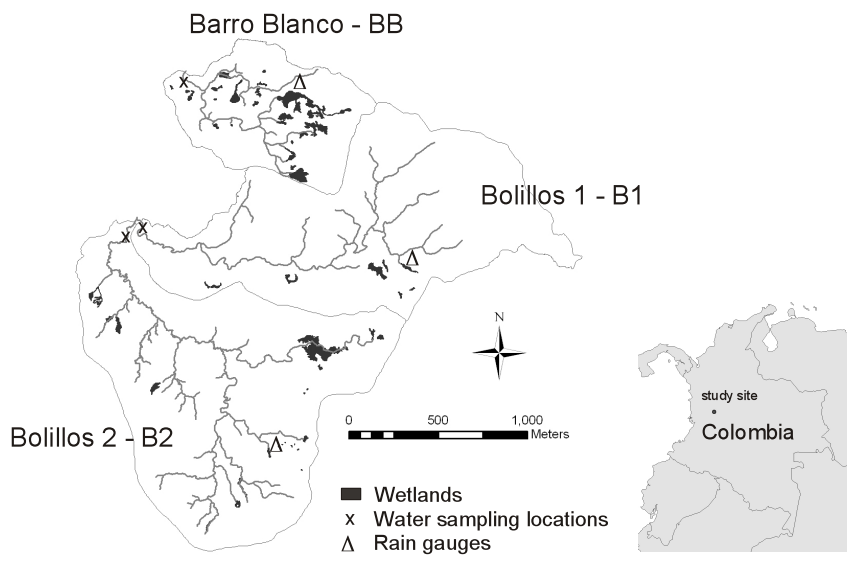 Barro Blanco - BB
X
Δ
Bolillos 1 - B1
X
X
Δ
Δ
N
study site
Colombia
0 500 1,000
Meters
Bolillos 2 - B2
Δ
Wetlands
x Water sampling locations
Δ Rain gauges